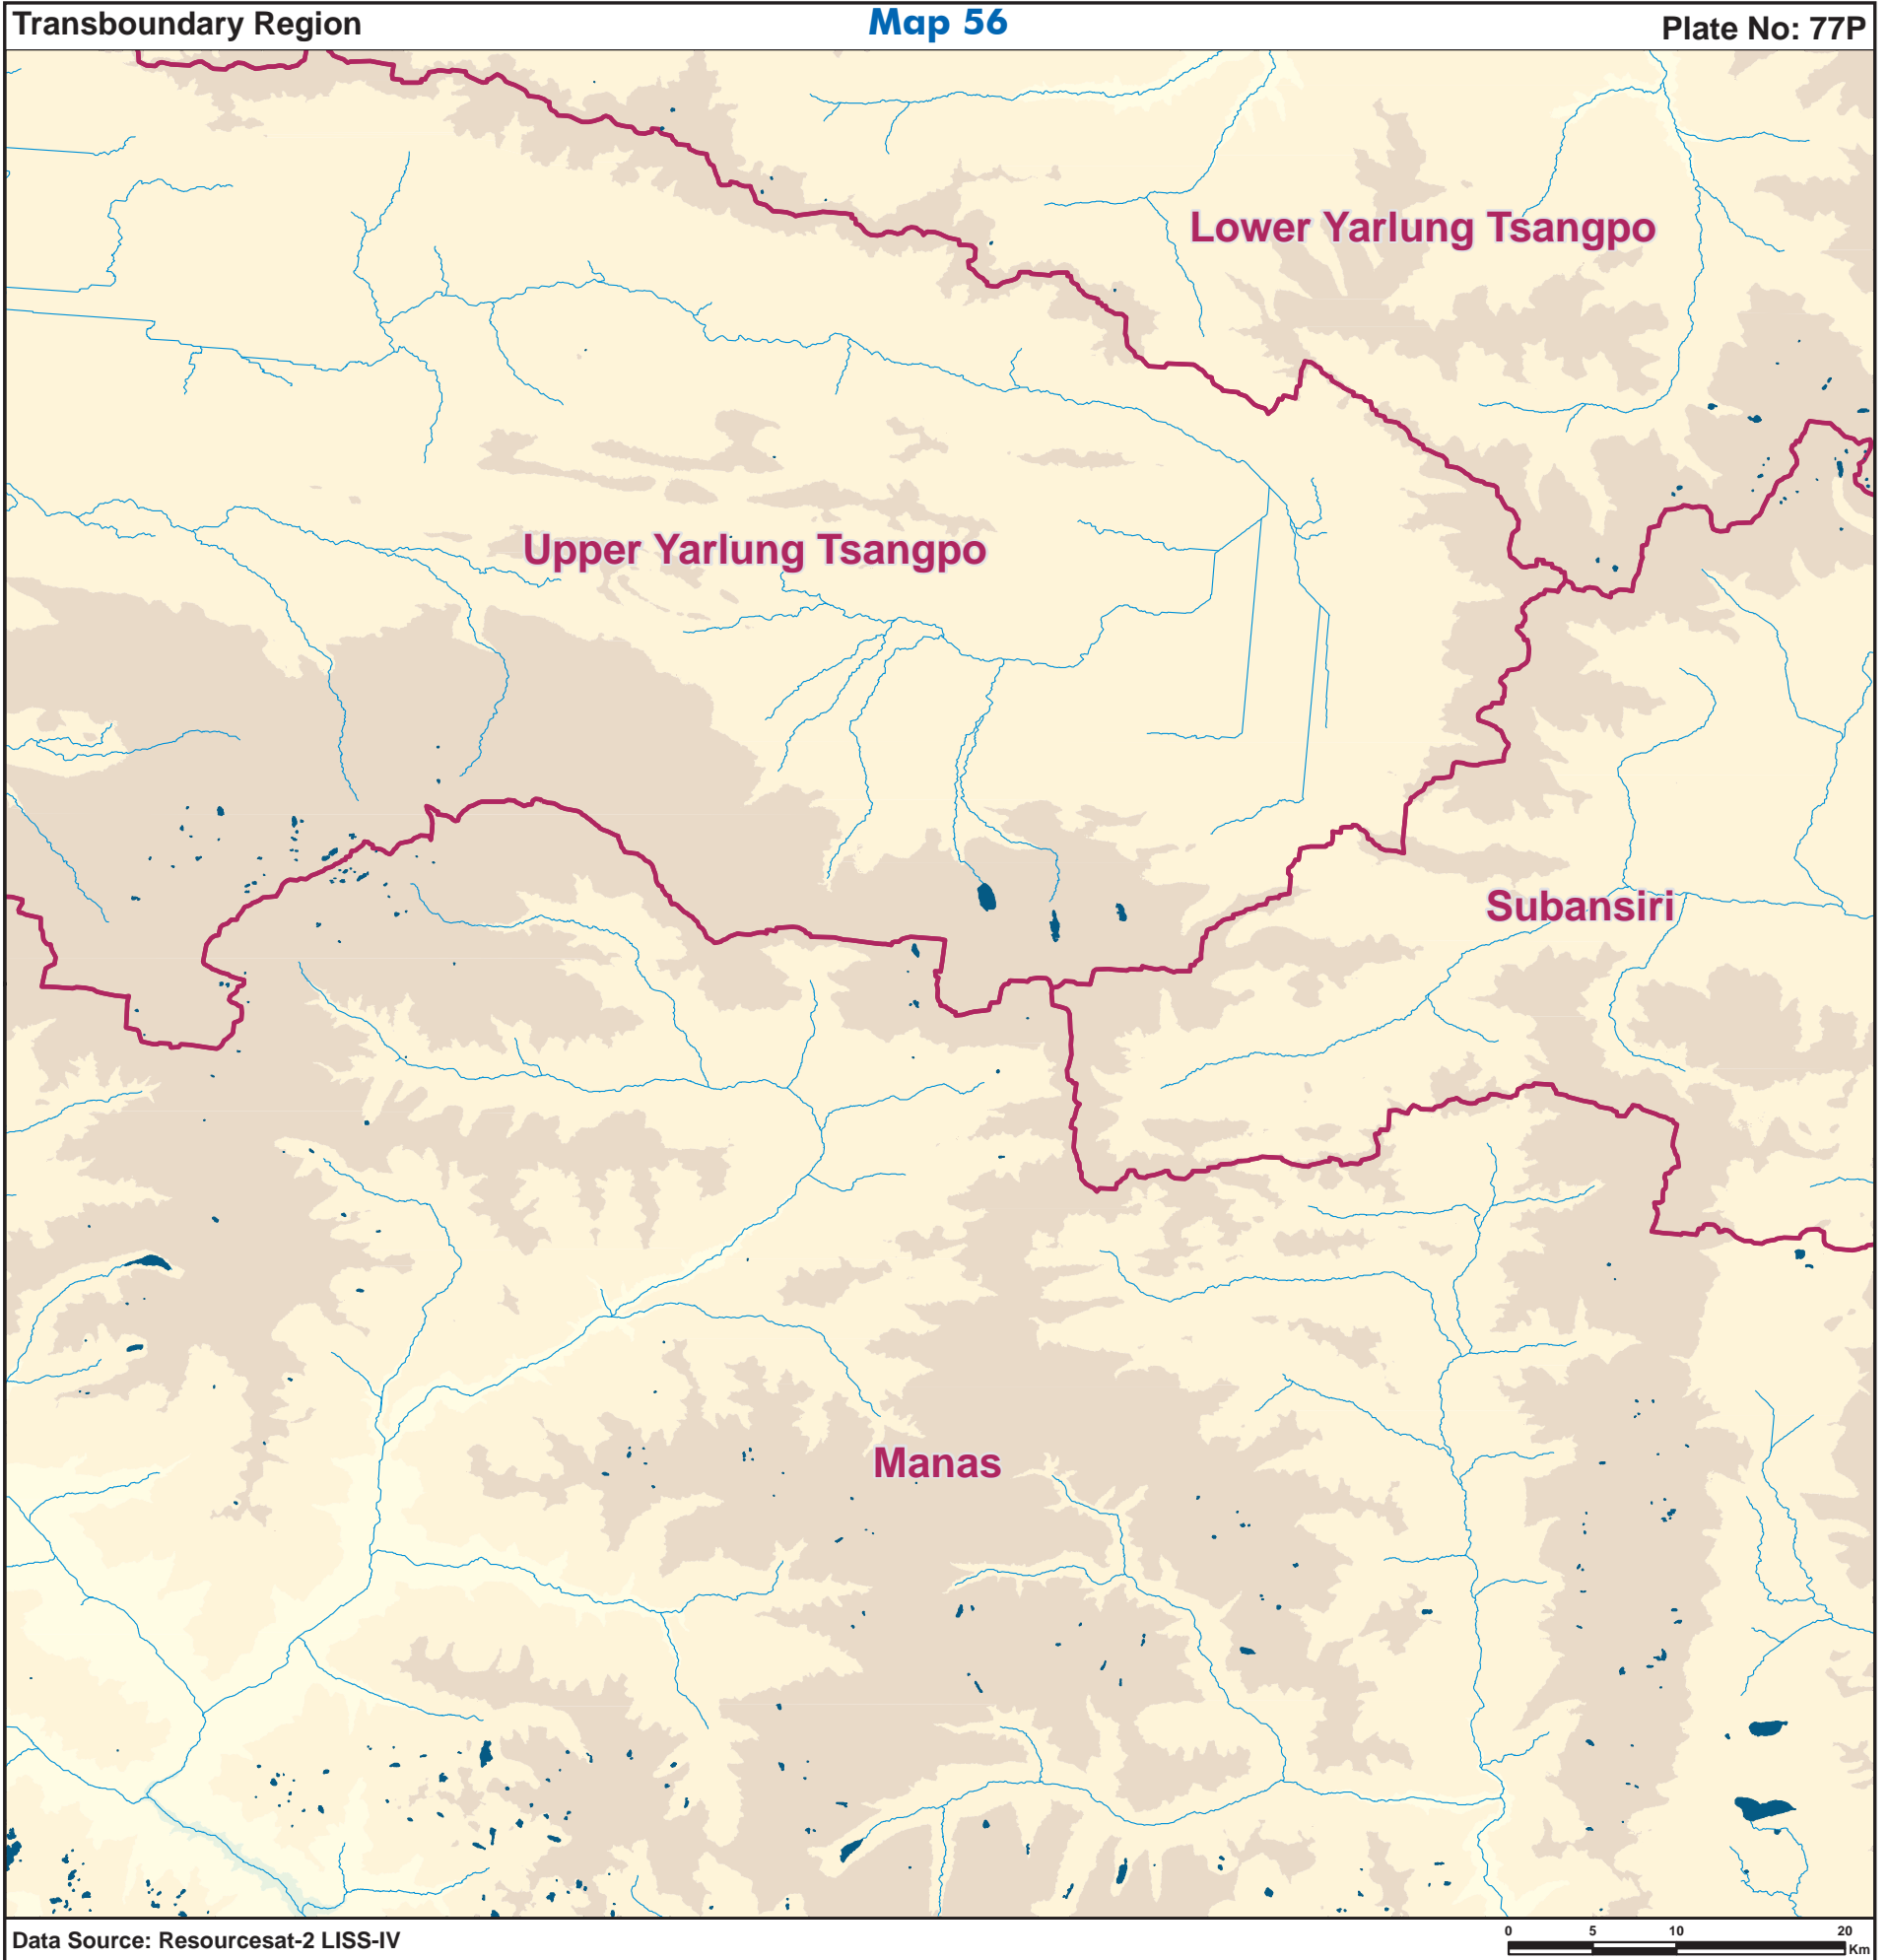 Transboundary Region Map 56 Plate No: 77P
Lower Yarlung Tsangpo
Upper Yarlung Tsangpo
Subansiri
Manas
Data Source: Resourcesat-2 LISS-IV
0 5 10 20
Km